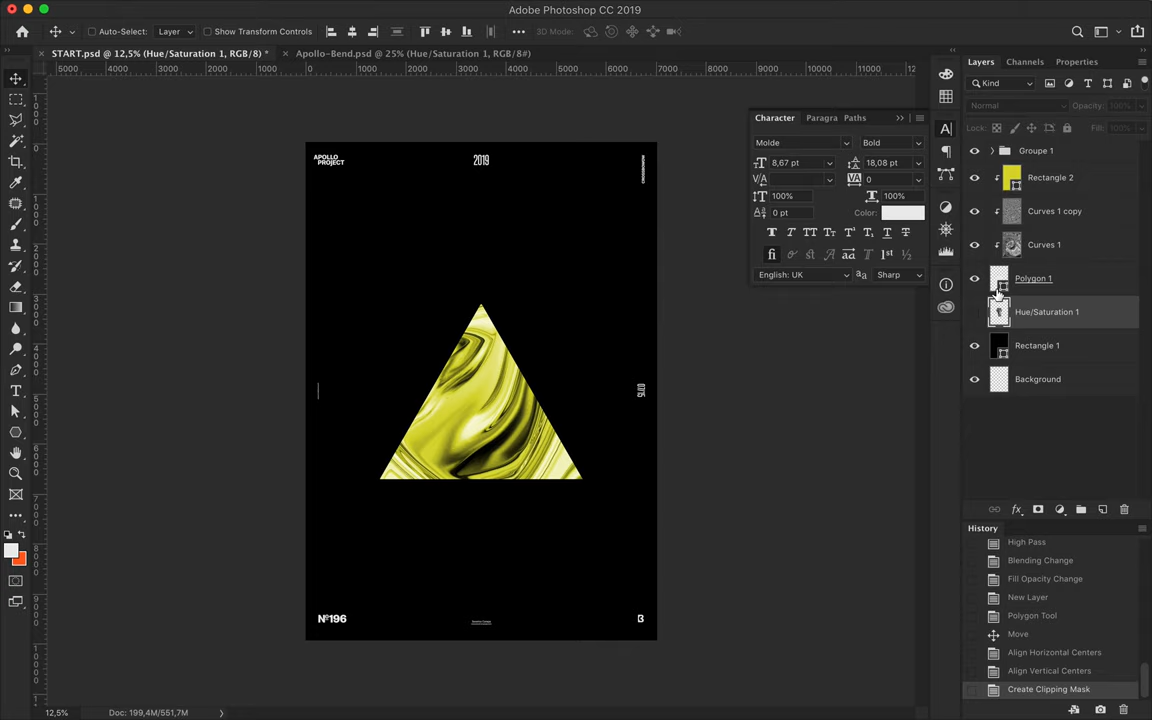 Adobe Photoshop CC 2019
Auto-Select: Layer Show Transform Controls 3D Mode:
START.psd @ 12,5% (Hue/Saturation 1, RGB/8) * Apollo-Bend.psd @ 25% (Hue/Saturation 1, RGB/8#)
5000 0 1000 2000 3000 4000 5000 6000 7000 8000 9000 10000 11000 12
Layers Channels Properties
Kind
Normal Opacity: 100%
Lock: Fill: 100%
Groupe 1
Rectangle 2
Curves 1 copy
Curves 1
Polygon 1
Hue/Saturation 1
Rectangle 1
Background
Character Paragra Paths
Molde Bold
8,67 pt 18,08 pt
0
100% 100%
0 pt Color:
English: UK Sharp
APOLLO
PROJECT
2019
05/05
Nº196
History
High Pass
Blending Change
Fill Opacity Change
New Layer
Polygon Tool
Move
Align Horizontal Centers
Align Vertical Centers
Create Clipping Mask
12,5% Doc: 199,4M/551,7M